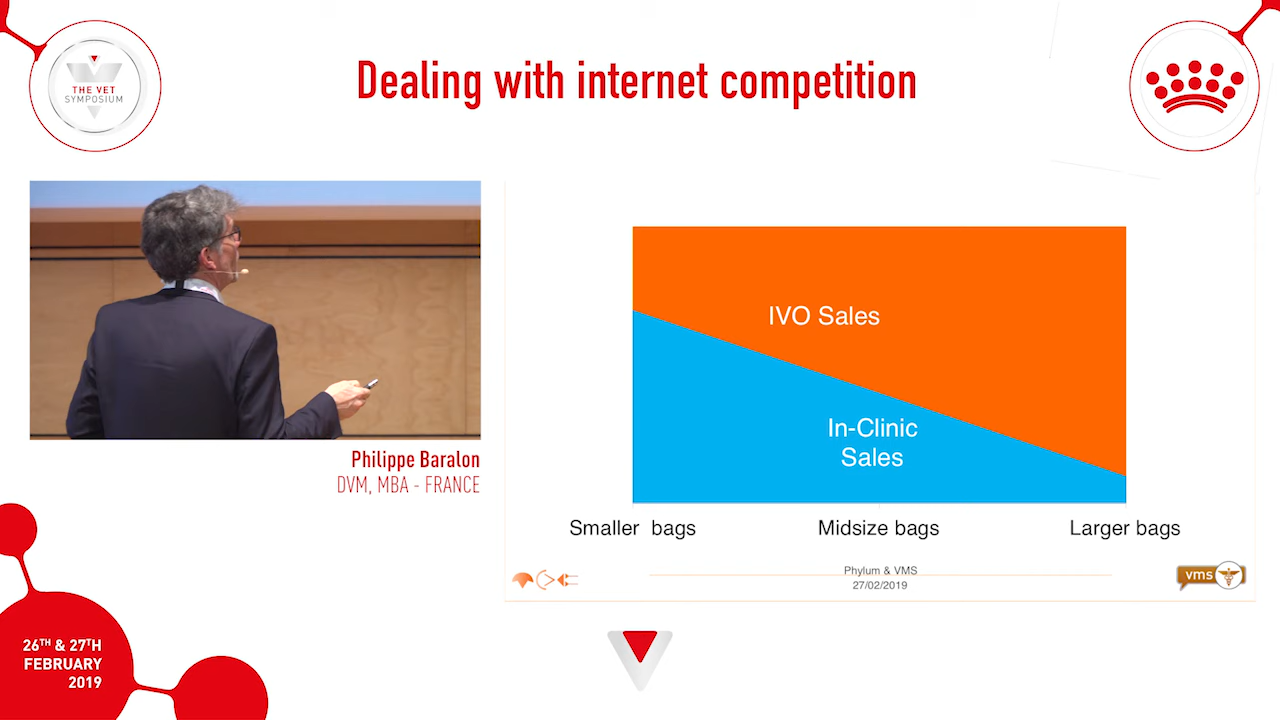 Dealing with internet competition
THE VET
SYMPOSIUM
Philippe Baralon
DVM, MBA - FRANCE
IVO Sales
In-Clinic
Sales
Smaller  bags
Midsize bags
Larger bags
Phylum & VMS
27/02/2019
vms
26TH & 27TH
FEBRUARY
2019